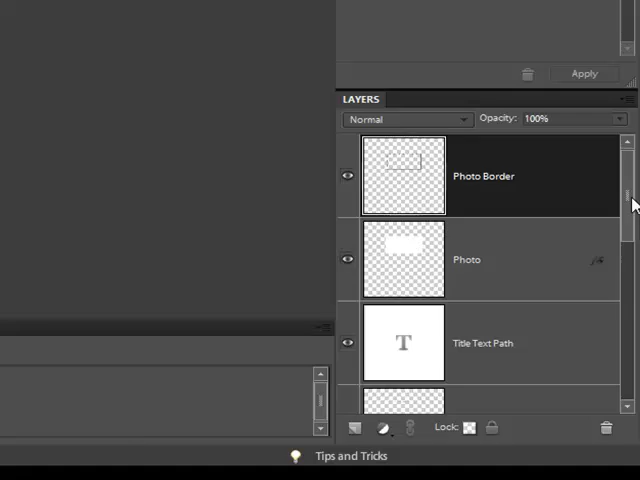 Apply
LAYERS
Normal Opacity: 100%
Photo Border
Photo
T
Title Text Path
Lock:
Tips and Tricks